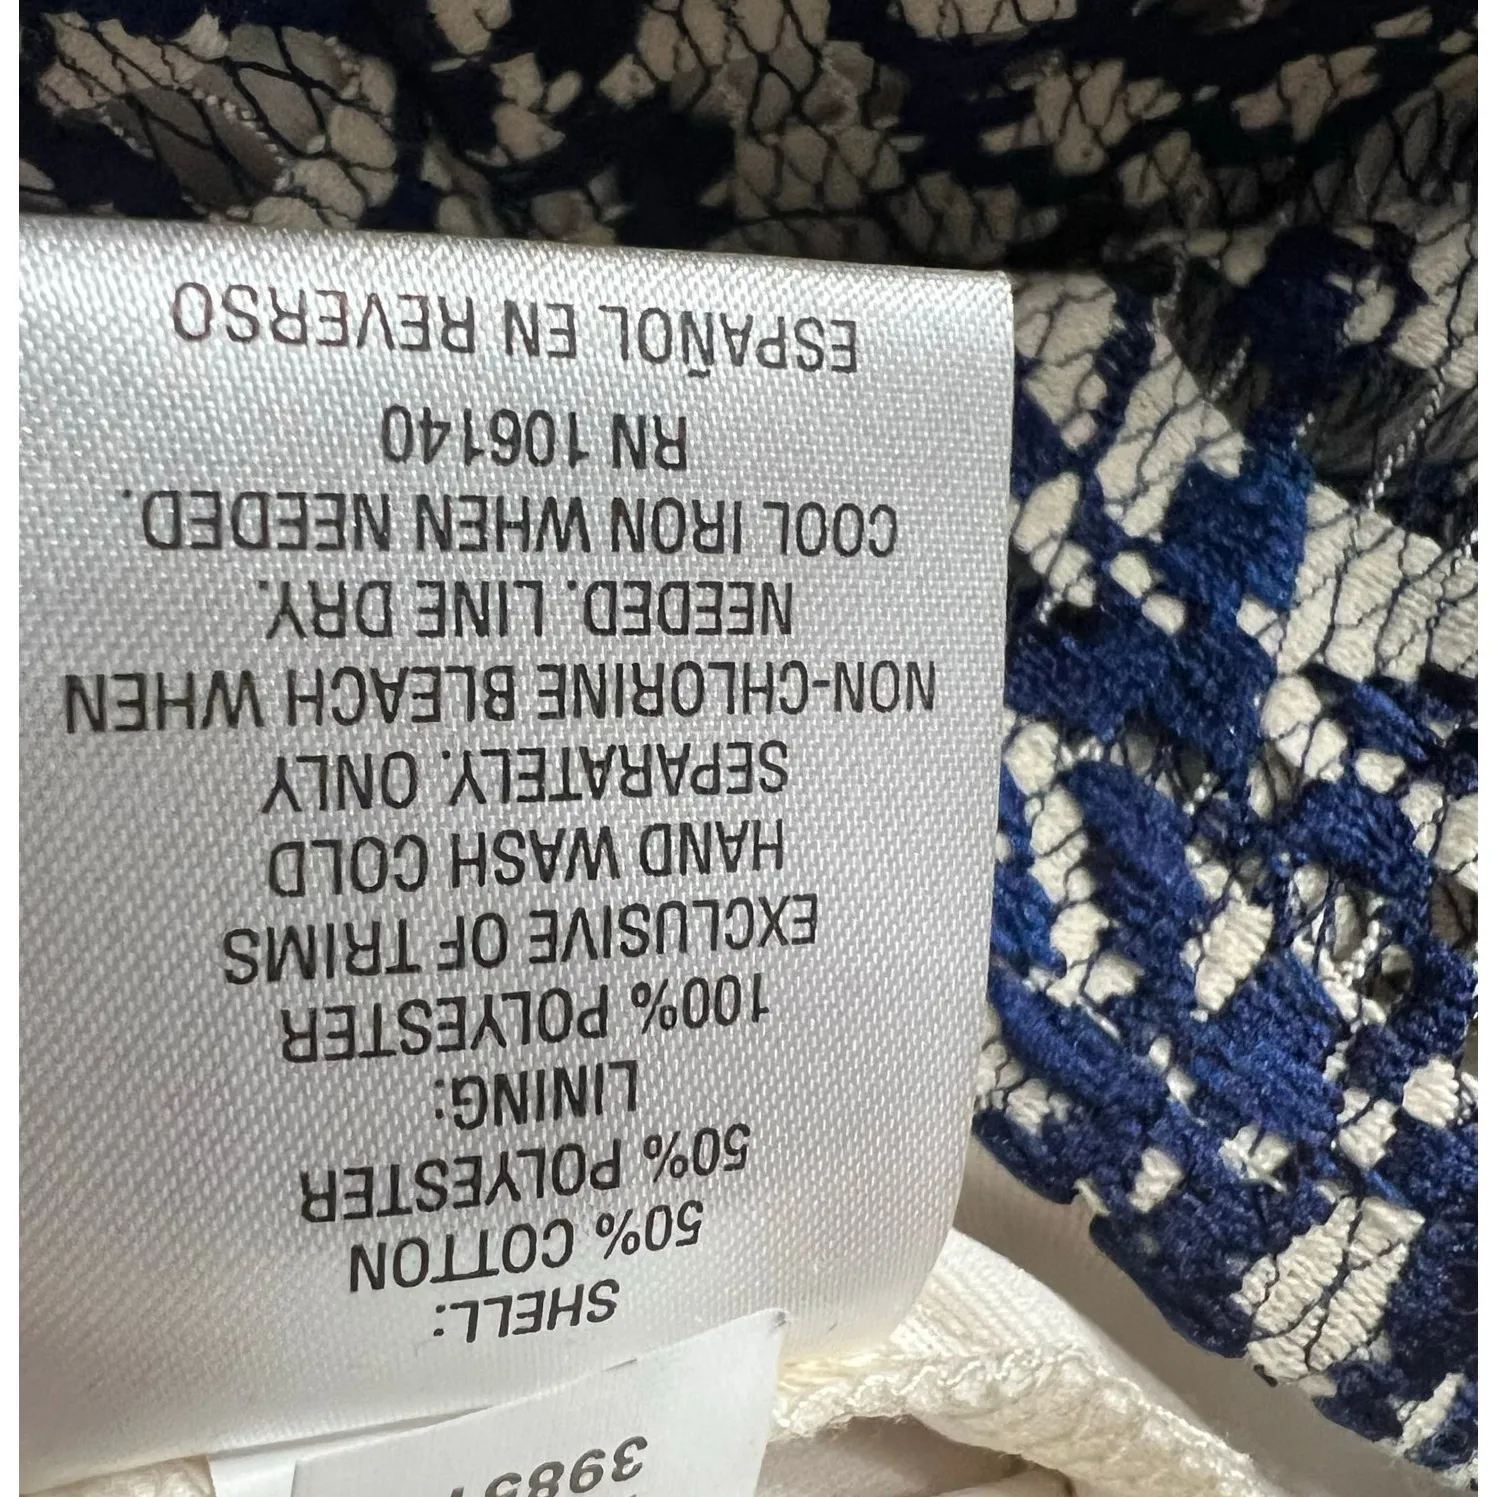 SHELL:
50% COTTON
50% POLYESTER
LINING:
100% POLYESTER
EXCLUSIVE OF TRIMS
HAND WASH COLD
SEPARATELY. ONLY
NON-CHLORINE BLEACH WHEN
NEEDED. LINE DRY.
COOL IRON WHEN NEEDED.
RN 106140
ESPAÑOL EN REVERSO